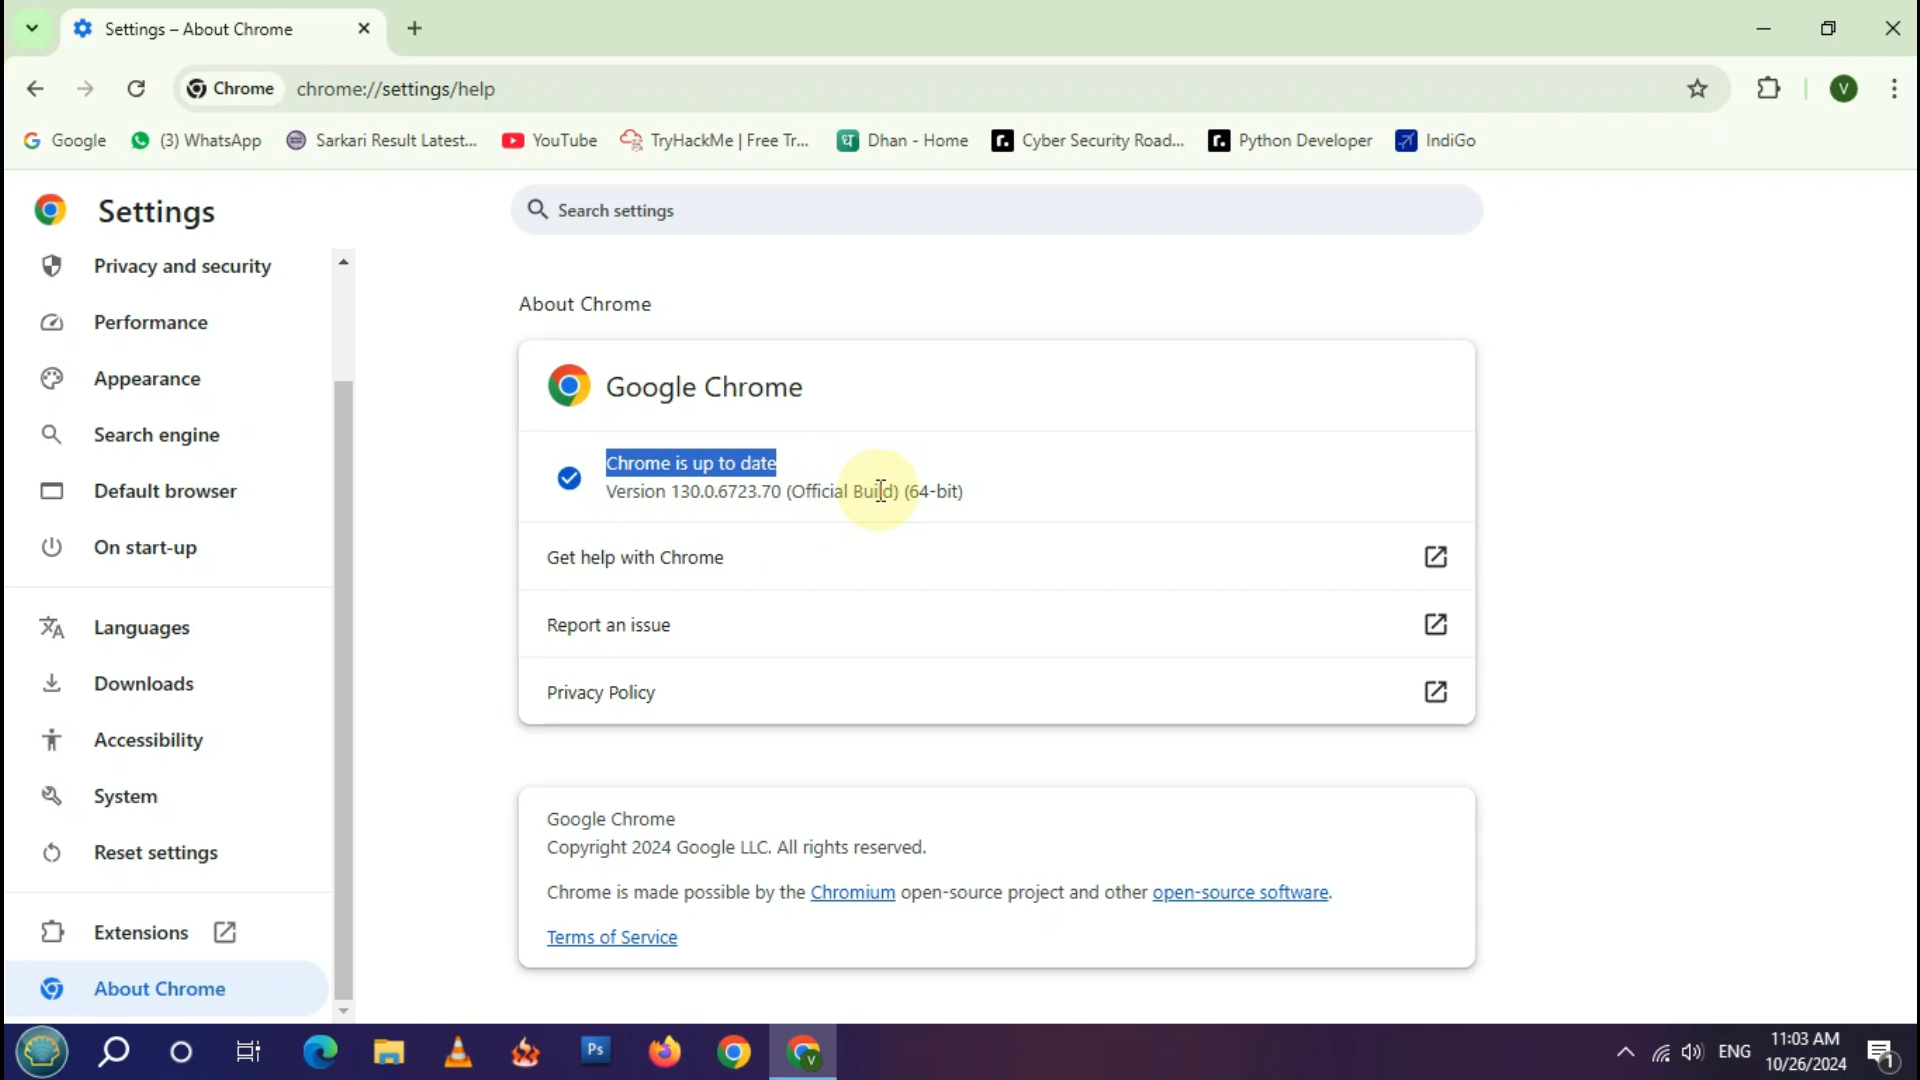 Settings – About Chrome
Chrome
chrome://settings/help
V
Google
(3) WhatsApp
Sarkari Result Latest...
YouTube
TryHackMe | Free Tr...
ध
Dhan - Home
r.
Cyber Security Road...
r.
Python Developer
IndiGo
Settings
Search settings
Privacy and security
Performance
Appearance
Search engine
Default browser
On start-up
Languages
Downloads
Accessibility
System
Reset settings
Extensions
About Chrome
About Chrome
Google Chrome
Chrome is up to date
Version 130.0.6723.70 (Official Build) (64-bit)
Get help with Chrome
Report an issue
Privacy Policy
Google Chrome
Copyright 2024 Google LLC. All rights reserved.
Chrome is made possible by the Chromium open-source project and other open-source software.
Terms of Service
Ps
V
ENG
11:03 AM
10/26/2024
1